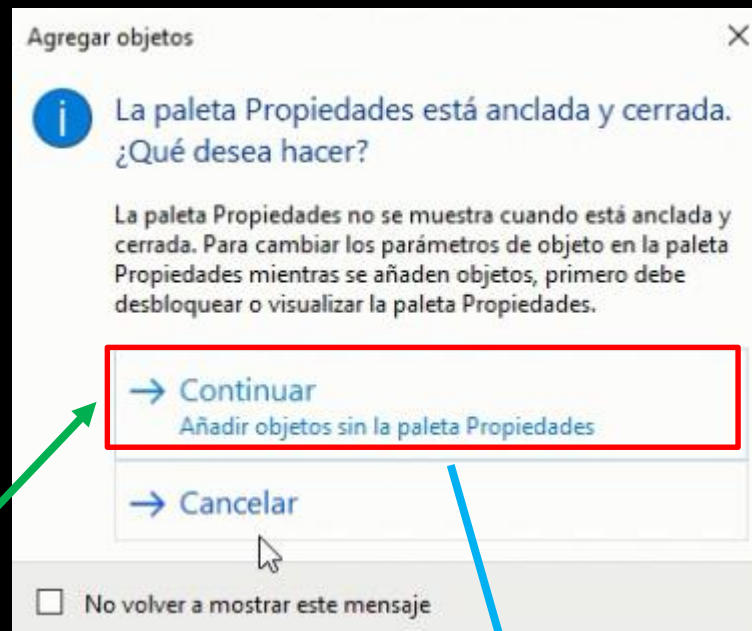 Agregar objetos
La paleta Propiedades está anclada y cerrada.
¿Qué desea hacer?
La paleta Propiedades no se muestra cuando está anclada y
cerrada. Para cambiar los parámetros de objeto en la paleta
Propiedades mientras se añaden objetos, primero debe
desbloquear o visualizar la paleta Propiedades.
Continuar
Añadir objetos sin la paleta Propiedades
Cancelar
No volver a mostrar este mensaje